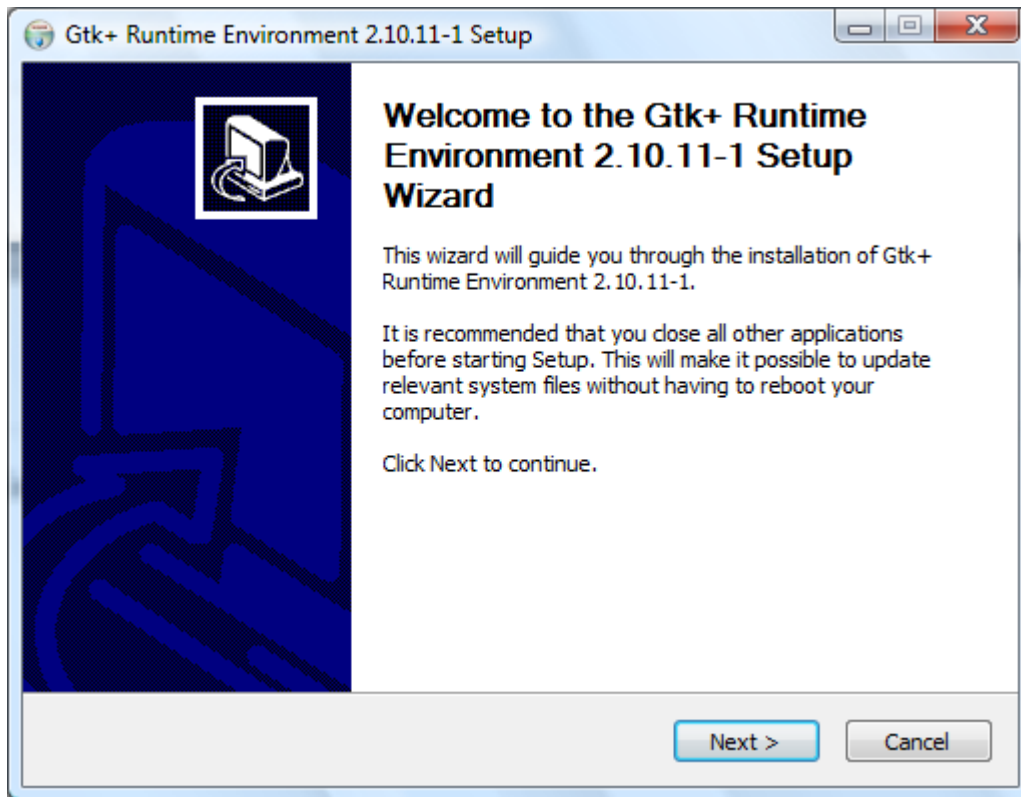 Gtk+ Runtime Environment 2.10.11-1 Setup
Welcome to the Gtk+ Runtime
Environment 2.10.11-1 Setup
Wizard
This wizard will guide you through the installation of Gtk+
Runtime Environment 2.10.11-1.
It is recommended that you close all other applications
before starting Setup. This will make it possible to update
relevant system files without having to reboot your
computer.
Click Next to continue.
Next >
Cancel